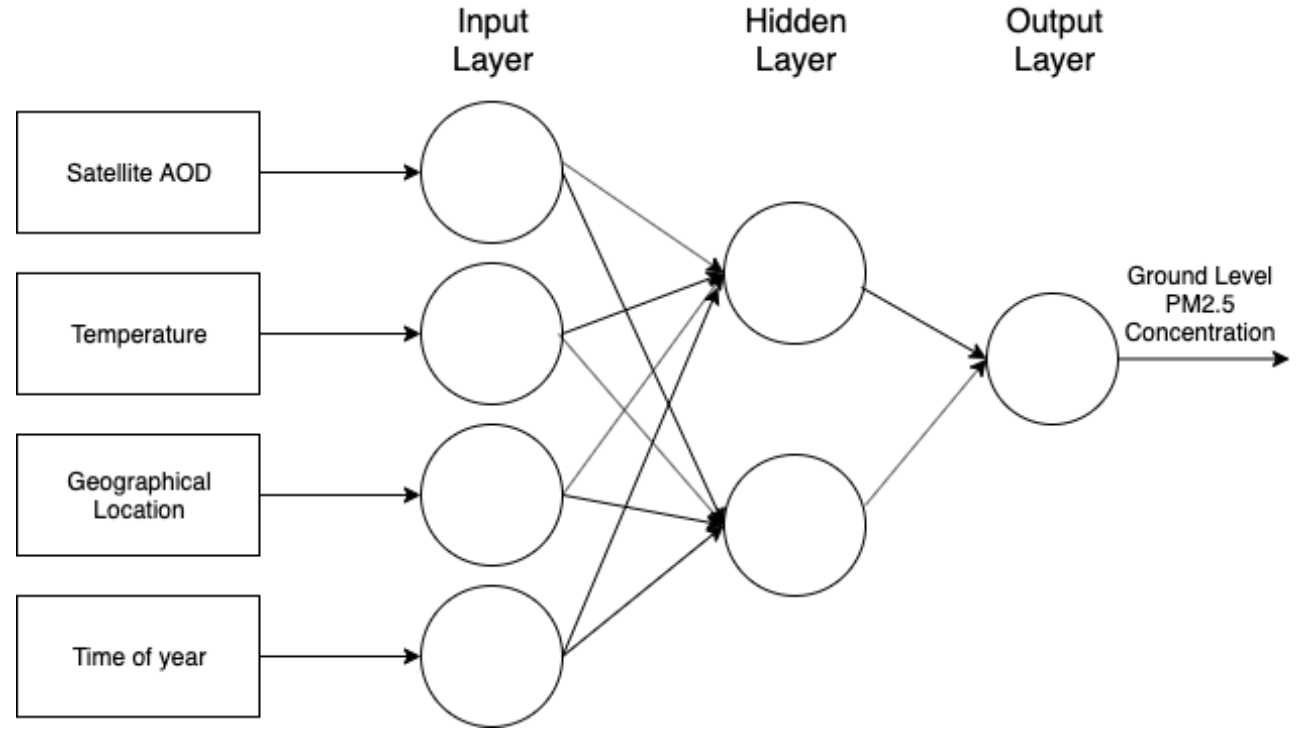 Input
Layer
Hidden
Layer
Output
Layer
Satellite AOD
Temperature
Geographical
Location
Time of year
Ground Level
PM2.5
Concentration